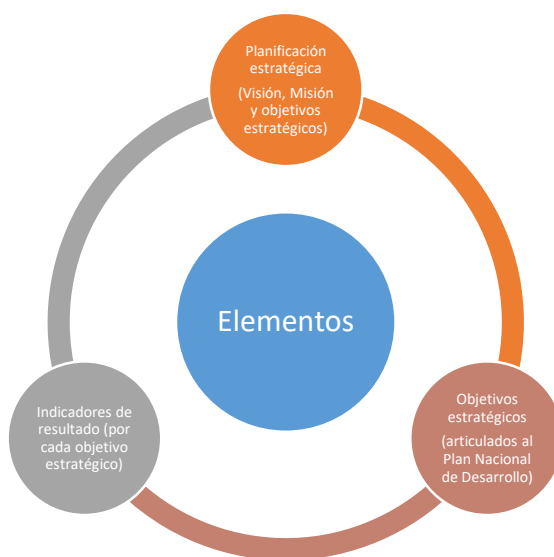 Planificación
estratégica
(Visión, Misión
y objetivos
estratégicos)
Elementos
Indicadores de
resultado (por
cada objetivo
estratégico)
Objetivos
estratégicos
(articulados al
Plan Nacional
de Desarrollo)